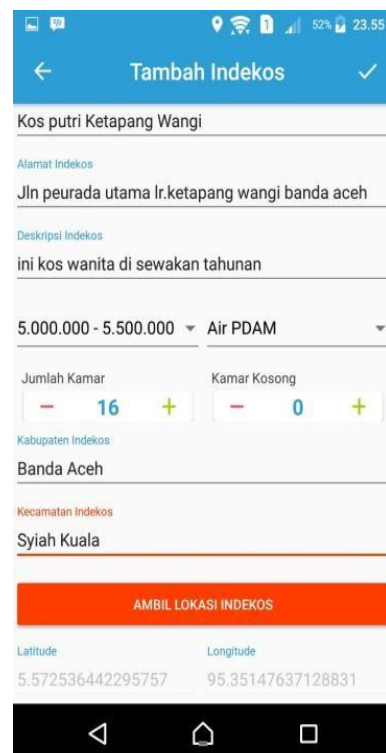 1 52% 23.55
Tambah Indekos
Kos putri Ketapang Wangi
Alamat Indekos
Jln peurada utama lr.ketapang wangi banda aceh
Deskripsi Indekos
ini kos wanita di sewakan tahunan
5.000.000 - 5.500.000 Air PDAM
Jumlah Kamar Kamar Kosong
− 16 + − 0 +
Kabupaten Indekos
Banda Aceh
Kecamatan Indekos
Syiah Kuala
AMBIL LOKASI INDEKOS
Latitude Longitude
5.572536442295757 95.35147637128831